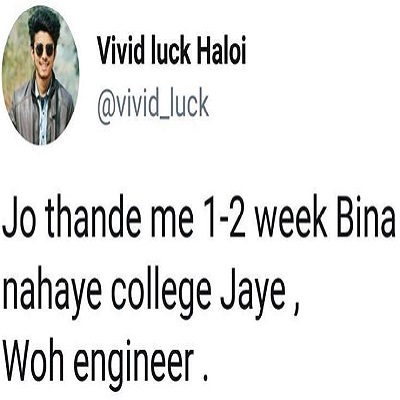 Vivid luck Haloi
@vivid_luck
Jo thande me 1-2 week Bina
nahaye college Jaye ,
Woh engineer .